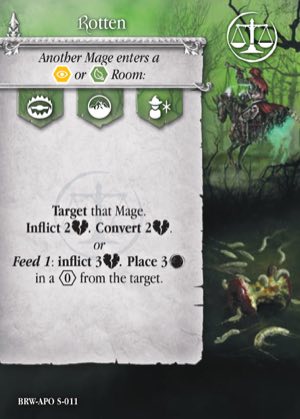 Rotten
Another Mage enters a
or Room:
Target that Mage.
Inflict 2. Convert 2.
or
Feed 1: inflict 3. Place 3
in a 0 from the target.
BRW-APO S-011